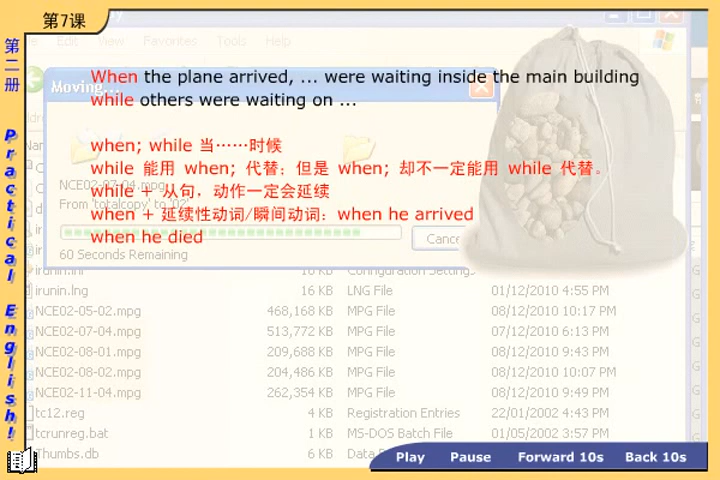 第7课
Edit View Favorites Tools Help
第二册
Practical English!
When the plane arrived, ... were waiting inside the main building
Moving...
while others were waiting on ...
when; while 当……时候
while 能用 when; 代替; 但是 when; 却不一定能用 while 代替。
NCE02-07-04.mpg
while + 从句, 动作一定会延续
From 'totalcopy' to '02'
when + 延续性动词/瞬间动词: when he arrived
when he died
Cance
60 Seconds Remaining
irunin.ini 10 KB Configuration Settings
irunin.lng 16 KB LNG File 01/12/2010 4:55 PM
NCE02-05-02.mpg 468,168 KB MPG File 08/12/2010 10:17 PM
NCE02-07-04.mpg 513,772 KB MPG File 07/12/2010 6:13 PM
NCE02-08-01.mpg 209,688 KB MPG File 08/12/2010 9:43 PM
NCE02-08-02.mpg 204,486 KB MPG File 08/12/2010 10:07 PM
NCE02-11-04.mpg 262,354 KB MPG File 08/12/2010 9:49 PM
tc12.reg 4 KB Registration Entries 22/01/2002 4:43 PM
tcrunreg.bat 1 KB MS-DOS Batch File 01/05/2002 3:57 PM
Thumbs.db 6 KB Data
Play Pause Forward 10s Back 10s